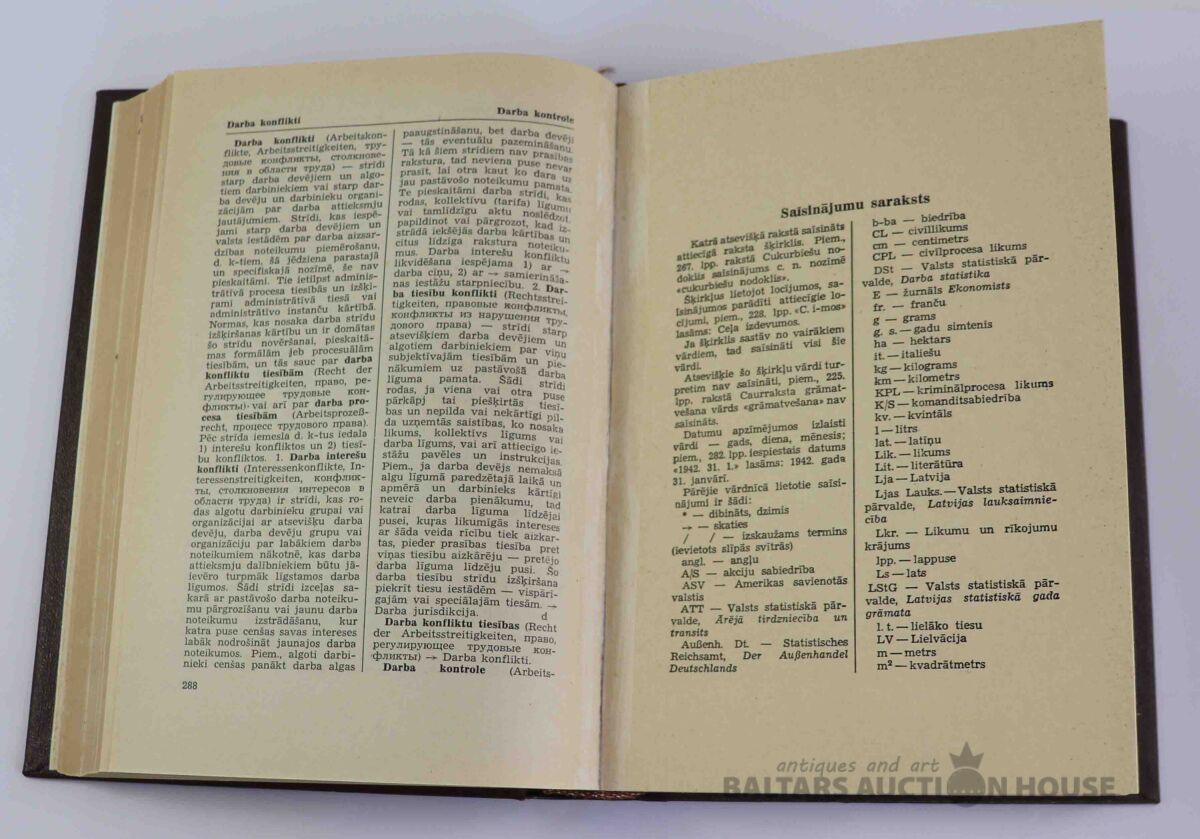 Darba konflikti
Darba kontrole
Darba konflikti (Arbeitskon-
flikte, Arbeitsstreitigkeiten, тру-
довые конфликты, столкнове-
ния в области труда) — strīdi
starp darba devējiem un algo-
tiem darbiniekiem vai starp dar-
ba devēju un darbinieku organi-
zācijām par darba attieksmju
jautājumiem. Strīdi, kas iespē-
jami starp darba devējiem un
valsts iestādēm par darba aizsar-
dzības noteikumu piemērošanu,
d. k-tiem, šā jēdziena parastajā
un specifiskajā nozīmē, še nav
pieskaitāmi. Tie ietilpst adminis-
tratīvā procesa tiesībās un izšķi-
ŗami administratīvā tiesā vai
administratīvo instanču kārtībā.
Normas, kas nosaka darba strīdu
izšķiršanas kārtību un ir domātas
šo strīdu novēršanai, pieskaitā-
mas formālām jeb procesuālām
tiesībām, un tās sauc par darba
konfliktu tiesībām (Recht der
Arbeitsstreitigkeiten, право, ре-
гулирующее трудовые кон-
фликты) vai arī par darba pro-
cesa tiesībām (Arbeitsprozeß-
recht, процесс трудового права).
Pēc strīda iemesla d. k-tus iedala
1) interešu konfliktos un 2) tiesī-
bu konfliktos. 1. Darba interešu
konflikti (Interessenkonflikte, In-
teressenstreitigkeiten, конфлик-
ты, столкновения интересов в
области труда) ir strīdi, kas ro-
das algotu darbinieku grupai vai
organizācijai ar atsevišķu darba
devēju, darba devēju grupu vai
organizāciju par labākiem darba
noteikumiem nākotnē, kas darba
attieksmju dalībniekiem būtu jā-
ievēro turpmāk līgstamos darba
līgumos. Šādi strīdi izceļas sa-
karā ar pastāvošo darba noteiku-
mu pārgrozīšanu vai jaunu darba
noteikumu izstrādāšanu, kur
katra puse cenšas savas intereses
labāk nodrošināt jaunajos darba
noteikumos. Piem., algoti darbi-
nieki cenšas panākt darba algas
288
paaugstināšanu, bet darba devēji
— tās eventuālu pazemināšanu.
Tā kā šiem strīdiem nav prasības
rakstura, tad neviena puse nevar
prasīt, lai otra kaut ko dara uz
jau pastāvošo noteikumu pamata.
Te pieskaitāmi darba strīdi, kas
rodas, kollektīvu (tarifa) līgumu
vai tamlīdzīgu aktu noslēdzot,
papildinot vai pārgrozot, kad iz-
strādā iekšējās darba kārtības un
citus līdzīga rakstura noteiku-
mus. Darba interešu konfliktu
likvidēšana iespējama 1) ar →
darba cīņu, 2) ar → samierināša-
nas iestāžu starpniecību. 2. Dar-
ba tiesību konflikti (Rechtsstrei-
tigkeiten, правовые конфликты,
конфликты из нарушения тру-
дового права) — strīdi starp
atsevišķiem darba devējiem un
algotiem darbiniekiem par viņu
subjektīvajām tiesībām un pie-
nākumiem uz pastāvošā darba
līguma pamata. Šādi strīdi
rodas, ja viena vai otra puse
pārkāpj tai piešķirtās tiesī-
bas un nepilda vai nekārtīgi pil-
da uzņemtās saistības, ko nosaka
likums, kollektīvs līgums vai
darba līgums, vai arī attiecīgo ie-
stāžu pavēles un instrukcijas.
Piem., ja darba devējs nemaksā
algu līgumā paredzētajā laikā un
apmērā un darbinieks kārtīgi
neveic darba pienākumu, tad
katrai darba līguma līdzējai
pusei, kuŗas likumīgās intereses
ar šāda veida rīcību tiek aizkar-
tas, pieder prasības tiesība pret
viņas tiesību aizkārēju — pretējo
darba līguma līdzēju pusi. Šo
darba tiesību strīdu izšķiršana
piekrīt tiesu iestādēm — vispārī-
gajām vai speciālajām tiesām. →
Darba jurisdikcija. d
Darba konfliktu tiesības (Recht
der Arbeitsstreitigkeiten, право,
регулирующее трудовые кон-
фликты) → Darba konflikti.
Darba kontrole (Arbeits-
Saīsinājumu saraksts
Katrā atsevišķā rakstā saīsināts
attiecīgā raksta šķirklis. Piem.,
267. lpp. rakstā Cukurbiešu no-
doklis saīsinājums c. n. nozīmē
«cukurbiešu nodoklis».
Šķirkļus lietojot locījumos, sa-
īsinājumos parādīti attiecīgie lo-
cījumi, piem., 228. lpp. «C. i-mos»
lasāms: Ceļa izdevumos.
Ja šķirklis sastāv no vairākiem
vārdiem, tad saīsināti visi šie
vārdi.
Atsevišķie šo šķirkļu vārdi tur-
pretim nav saīsināti, piem., 225.
lpp. rakstā Caurraksta grāmat-
vešana vārds «grāmatvešana» nav
saīsināts.
Datumu apzīmējumos izlaisti
vārdi — gads, diena, mēnesis;
piem., 282. lpp. iespiestais datums
«1942. 31. 1.» lasāms: 1942. gada
31. janvārī.
Pārējie vārdnīcā lietotie saīsi-
nājumi ir šādi:
* — dibināts, dzimis
→ — skaties
/ / — izskaužams termins
(ievietots slīpās svītrās)
angl. — angļu
A/S — akciju sabiedrība
ASV — Amerikas savienotās
valstis
ATT — Valsts statistiskā pār-
valde, Ārējā tirdzniecība un
transits
Außenh. Dt. — Statistisches
Reichsamt, Der Außenhandel
Deutschlands
b-ba — biedrība
CL — civillikums
cm — centimetrs
CPL — civilprocesa likums
DSt — Valsts statistiskā pār-
valde, Darba statistika
E — žurnāls Ekonomists
fr. — franču
g — grams
g. s. — gadu simtenis
ha — hektars
it. — italiešu
kg — kilograms
km — kilometrs
KPL — kriminālprocesa likums
K/S — komanditsabiedrība
kv. — kvintāls
l — litrs
lat. — latiņu
Lik. — likums
Lit. — literātūra
Lja — Latvija
Ljas Lauks. — Valsts statistiskā
pārvalde, Latvijas lauksaimnie-
cība
Lkr. — Likumu un rīkojumu
krājums
lpp. — lappuse
Ls — lats
LStG — Valsts statistiskā pār-
valde, Latvijas statistiskā gada
grāmata
l. t. — lielāko tiesu
LV — Lielvācija
m — metrs
m² — kvadrātmetrs
antiques and art
BALTARS AUCTION HOUSE